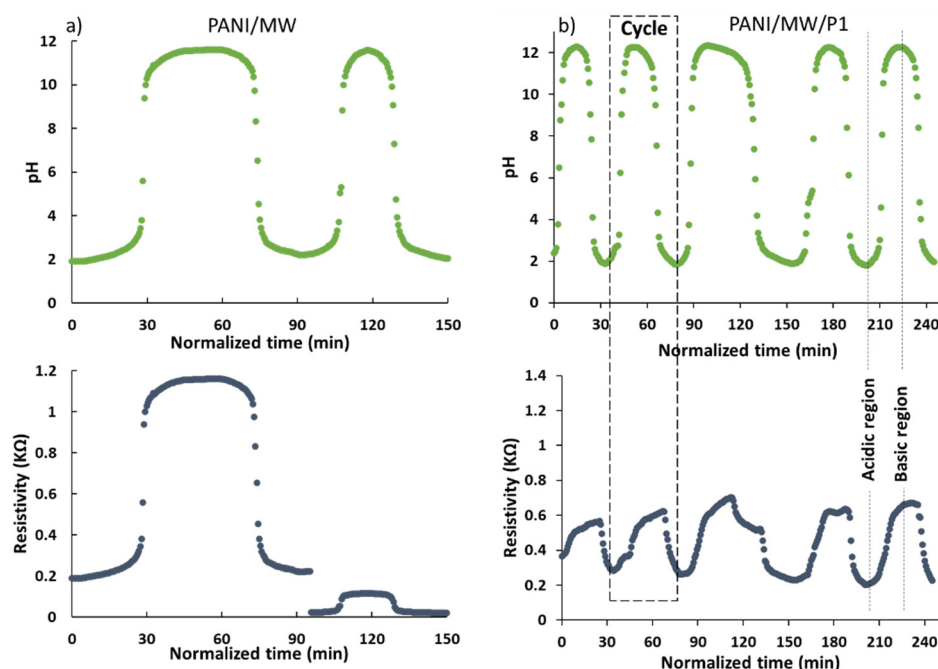 a)
PANI/MW
12
10
8
6
4
2
0
pH
0 30 60 90 120 150
Normalized time (min)
1.2
1
0.8
0.6
0.4
0.2
0
Resistivity (KΩ)
0 30 60 90 120 150
Normalized time (min)
b)
Cycle
PANI/MW/P1
12
10
8
6
4
2
0
pH
0 30 60 90 120 150 180 210 240
Normalized time (min)
1.4
1.2
1
0.8
0.6
0.4
0.2
0
Resistivity (KΩ)
Acidic region
Basic region
0 30 60 90 120 150 180 210 240
Normalized time (min)